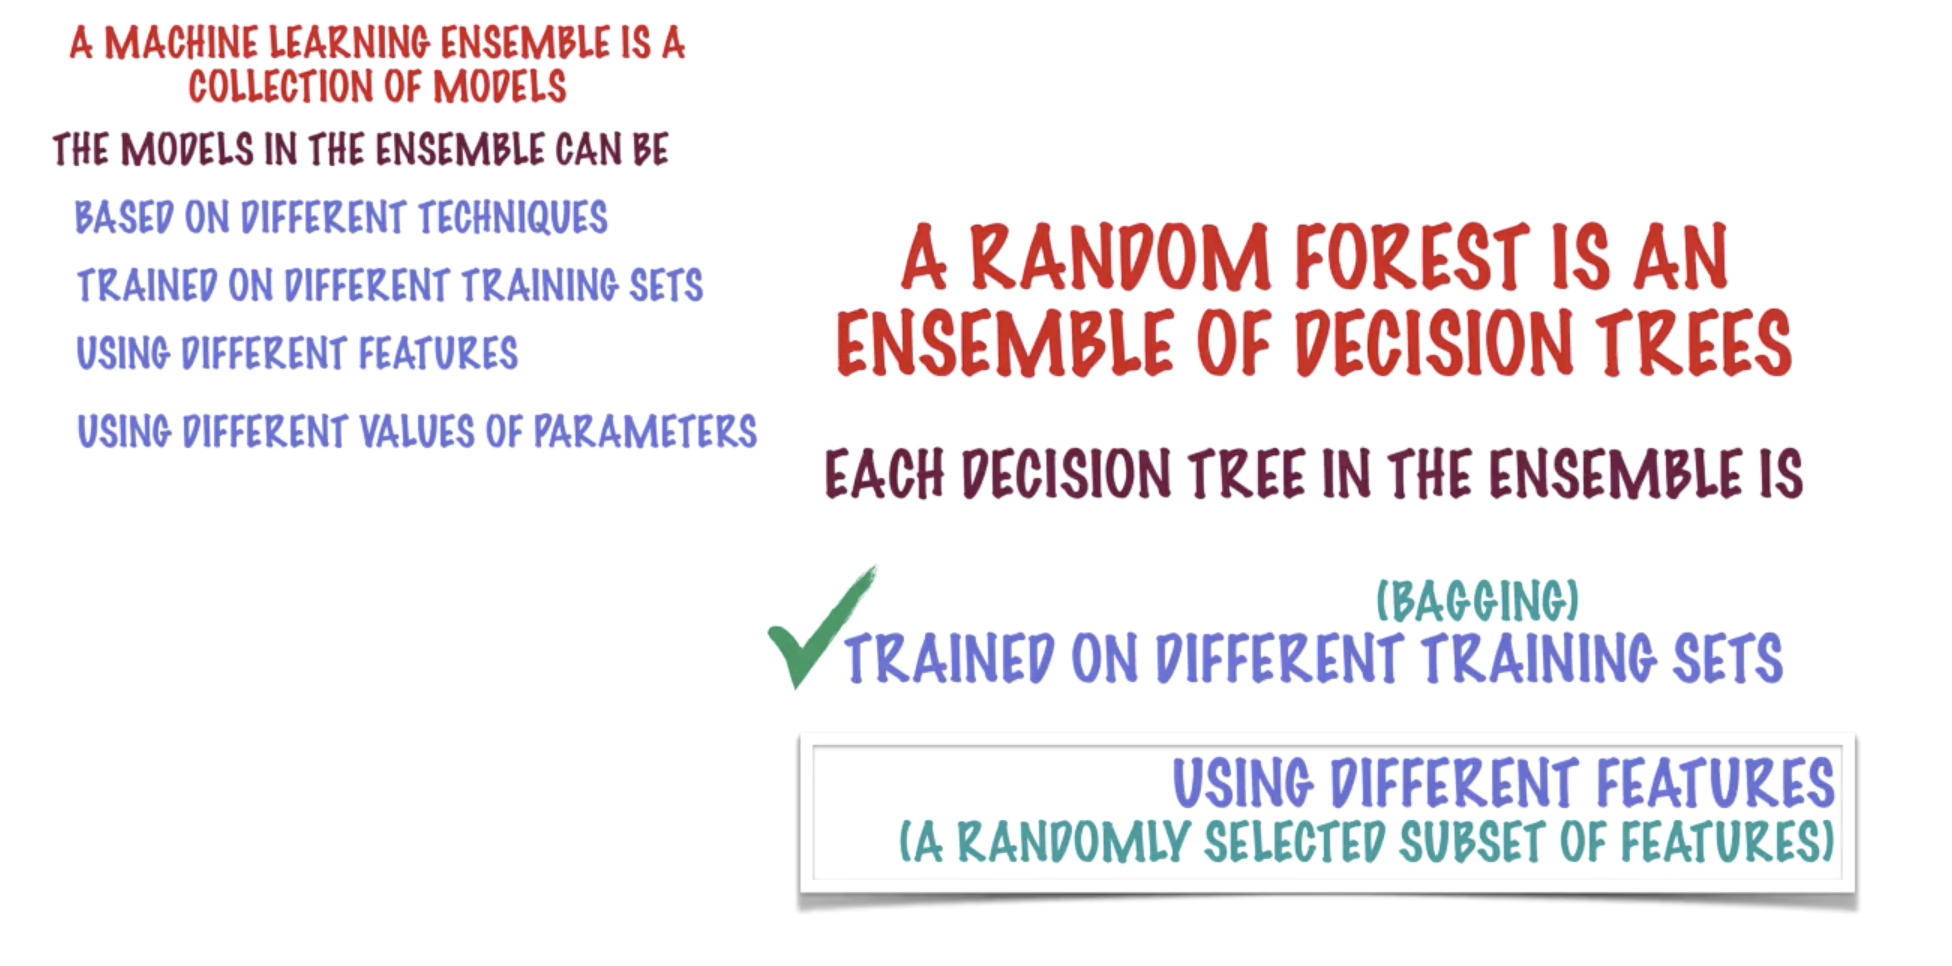 A MACHINE LEARNING ENSEMBLE IS A
COLLECTION OF MODELS
THE MODELS IN THE ENSEMBLE CAN BE
BASED ON DIFFERENT TECHNIQUES
TRAINED ON DIFFERENT TRAINING SETS
USING DIFFERENT FEATURES
USING DIFFERENT VALUES OF PARAMETERS
A RANDOM FOREST IS AN
ENSEMBLE OF DECISION TREES
EACH DECISION TREE IN THE ENSEMBLE IS
(BAGGING)
TRAINED ON DIFFERENT TRAINING SETS
USING DIFFERENT FEATURES
(A RANDOMLY SELECTED SUBSET OF FEATURES)